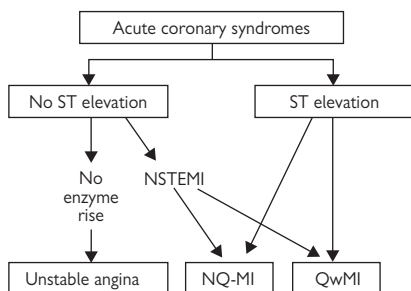 Acute coronary syndromes
No ST elevation
ST elevation
No
enzyme
rise
NSTEMI
Unstable angina
NQ-MI
QwMI